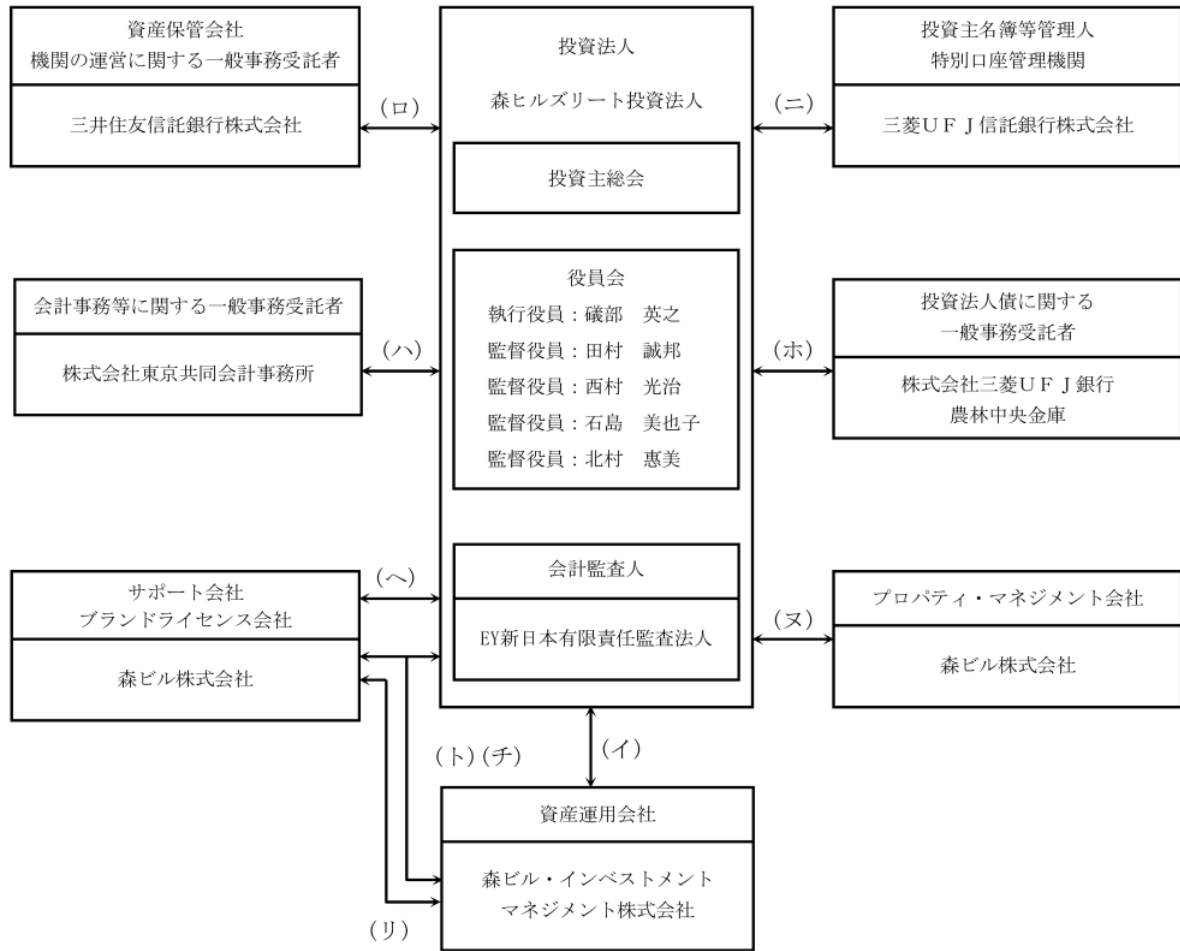 資産保管会社
機関の運営に関する一般事務受託者
三井住友信託銀行株式会社
(ロ)
投資法人
森ヒルズリート投資法人
投資主総会
(ニ)
投資主名簿等管理人
特別口座管理機関
三菱UFJ信託銀行株式会社
会計事務等に関する一般事務受託者
株式会社東京共同会計事務所
(ハ)
役員会
執行役員:磯部 英之
監督役員:田村 誠邦
監督役員:西村 光治
監督役員:石島 美也子
監督役員:北村 惠美
(ホ)
投資法人債に関する
一般事務受託者
株式会社三菱UFJ銀行
農林中央金庫
サポート会社
ブランドライセンス会社
森ビル株式会社
(ヘ)
会計監査人
EY新日本有限責任監査法人
(ヌ)
プロパティ・マネジメント会社
森ビル株式会社
(ト)(チ)
(イ)
資産運用会社
森ビル・インベストメント
マネジメント株式会社
(リ)